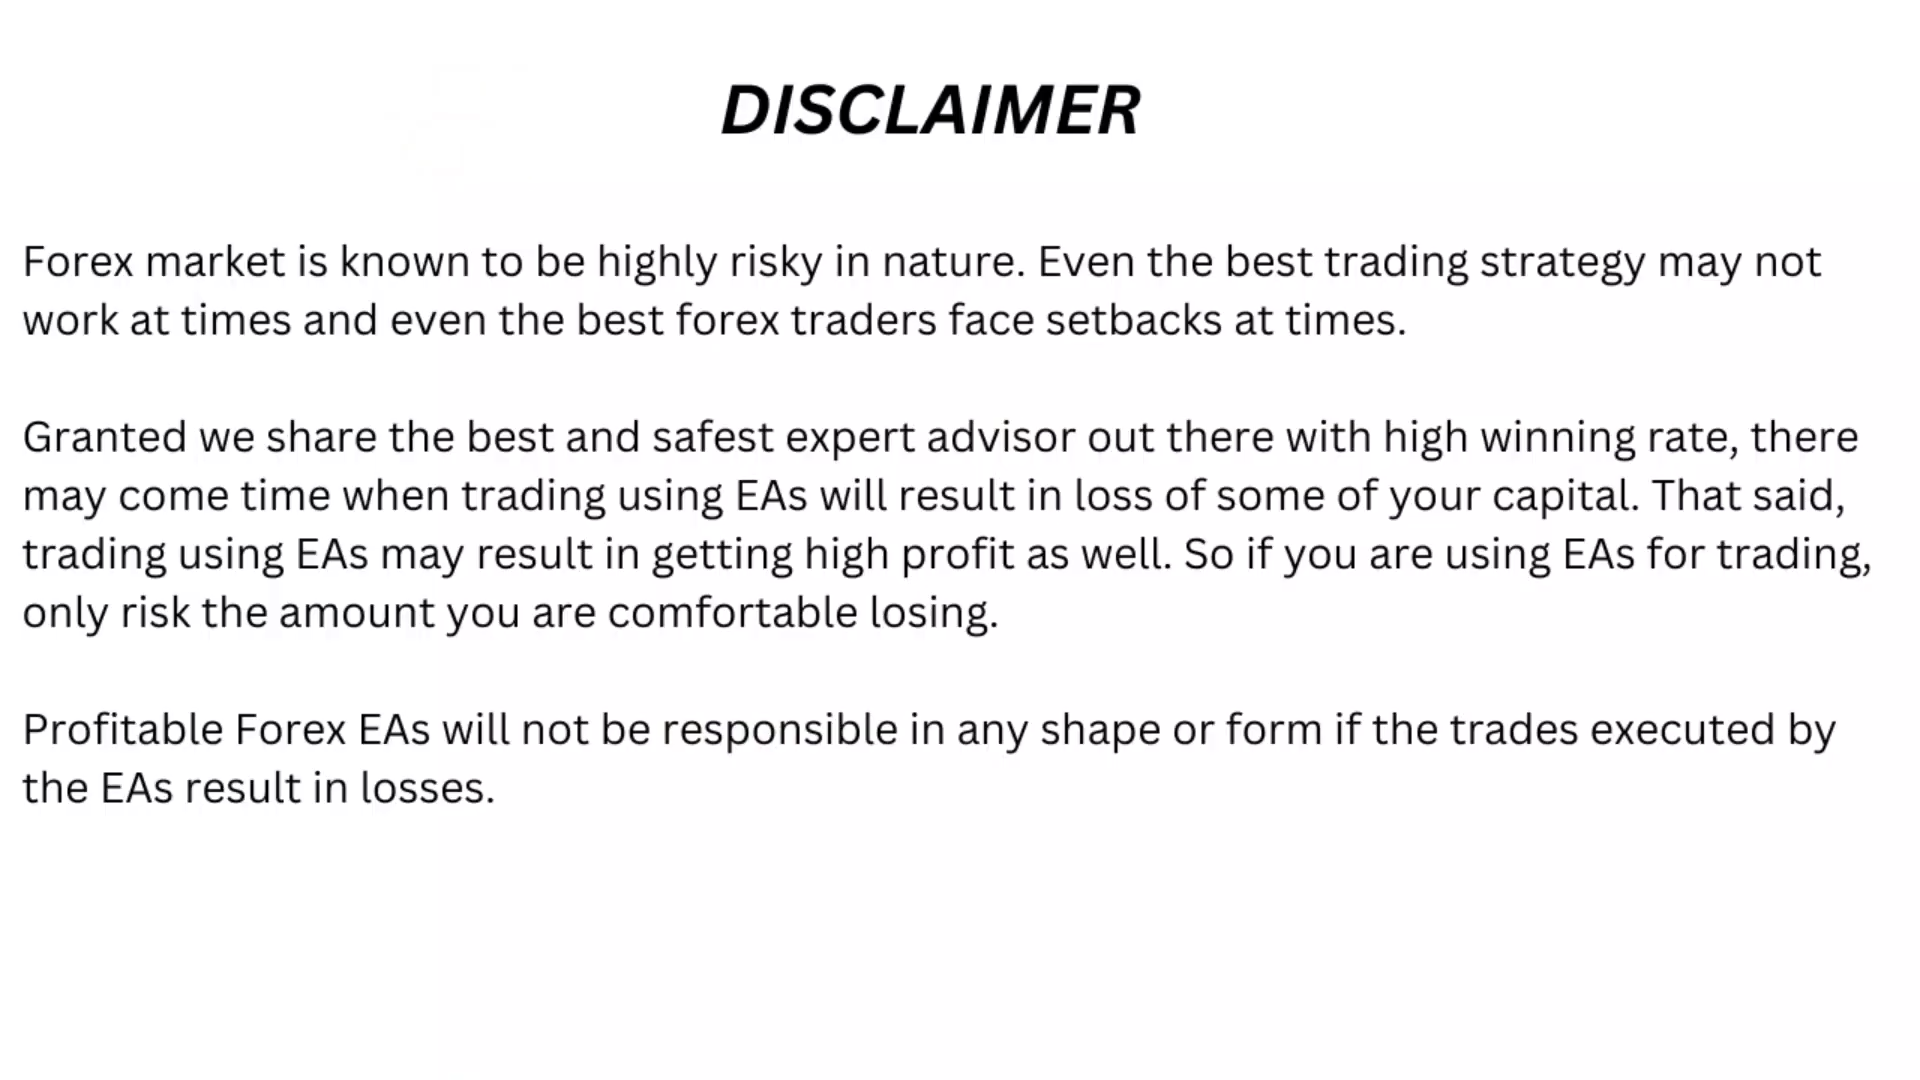 DISCLAIMER
Forex market is known to be highly risky in nature. Even the best trading strategy may not
work at times and even the best forex traders face setbacks at times.
Granted we share the best and safest expert advisor out there with high winning rate, there
may come time when trading using EAs will result in loss of some of your capital. That said,
trading using EAs may result in getting high profit as well. So if you are using EAs for trading,
only risk the amount you are comfortable losing.
Profitable Forex EAs will not be responsible in any shape or form if the trades executed by
the EAs result in losses.